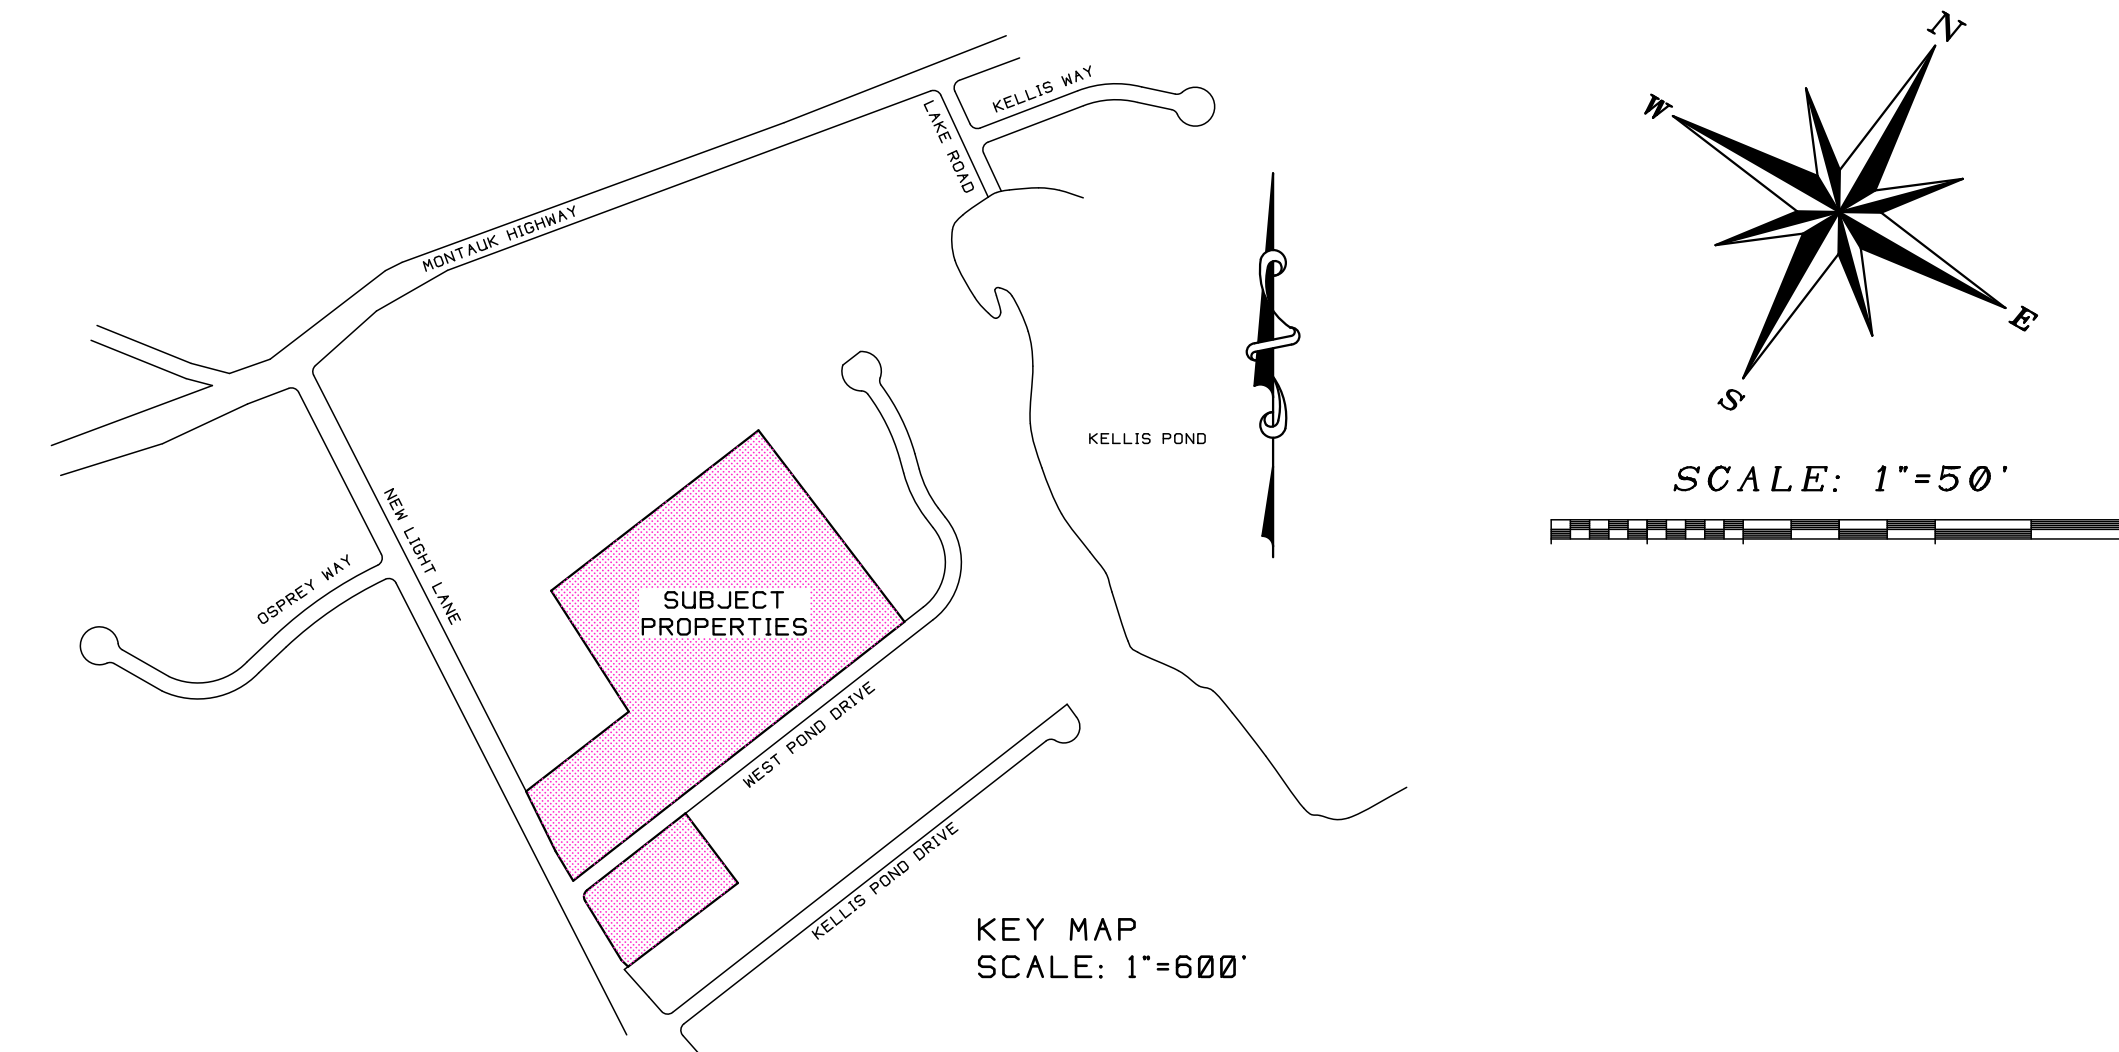 N
W
KELLIS WAY
LAKE ROAD
MONTAUK HIGHWAY
E
S
KELLIS POND
SCALE: 1"=50'
NEW LIGHT LANE
OSPREY WAY
SUBJECT
PROPERTIES
WEST POND DRIVE
KELLIS POND DRIVE
KEY MAP
SCALE: 1"=600'